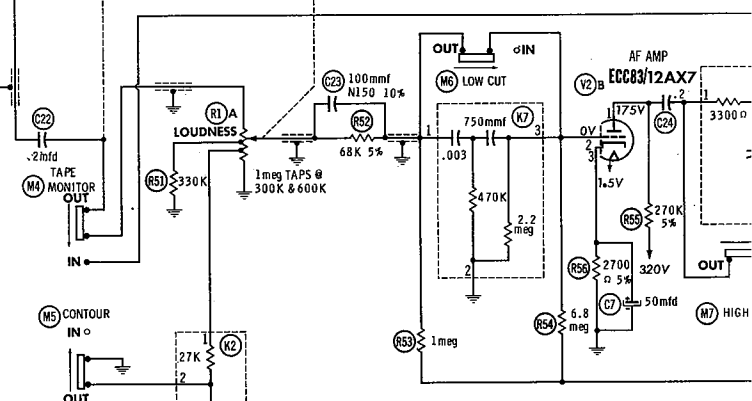 OUT
IN
M6 LOW CUT
AF AMP
ECC83/12AX7
V2 B
C23 100mmf
N150 10%
C22
.2mfd
R1 A
LOUDNESS
R52
68K 5%
1meg TAPS @
300K & 600K
R51 330K
TAPE
M4 MONITOR
OUT
IN
1
750mmf
K7
3
.003
470K
2.2
meg
2
0V
2
3
175V
1.5V
C24 .2
1
3300Ω
R55 270K
5%
320V
R56 2700
Ω 5%
C7 50mfd
OUT
M7 HIGH
R53 1meg
R54 6.8
meg
M5 CONTOUR
IN
OUT
1
K2
27K
2